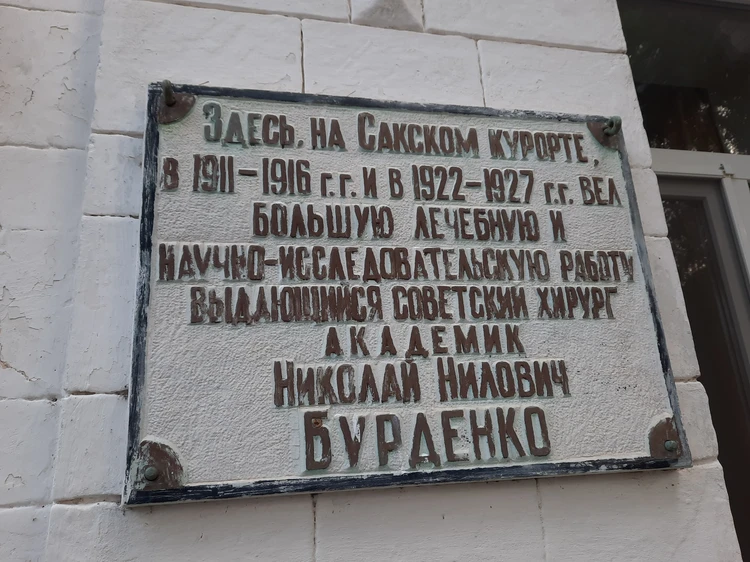 Здесь, на Сакском курорте,
в 1911–1916 г.г. и в 1922–1927 г.г. вел
большую лечебную и
научно-исследовательскую работу
выдающийся советский хирург
академик
Николай Нилович
Бурденко